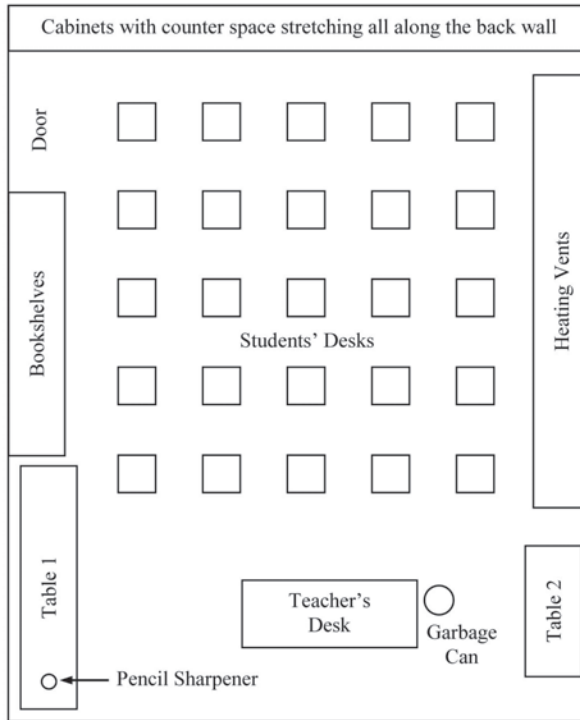 Cabinets with counter space stretching all along the back wall
Door
Bookshelves
Heating Vents
Students’ Desks
Table 1
Teacher’s
Desk
Garbage
Can
Table 2
Pencil Sharpener